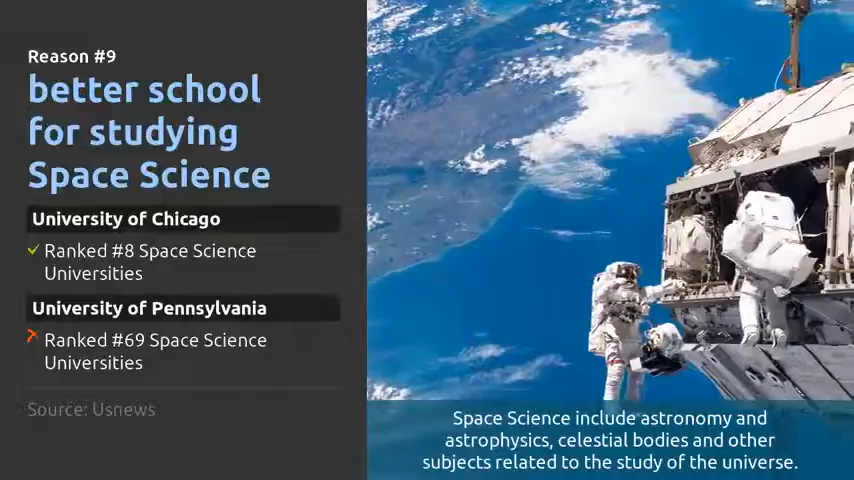 Reason #9
better school
for studying
Space Science
University of Chicago
Ranked #8 Space Science
Universities
University of Pennsylvania
Ranked #69 Space Science
Universities
Source: Usnews
Space Science include astronomy and
astrophysics, celestial bodies and other
subjects related to the study of the universe.